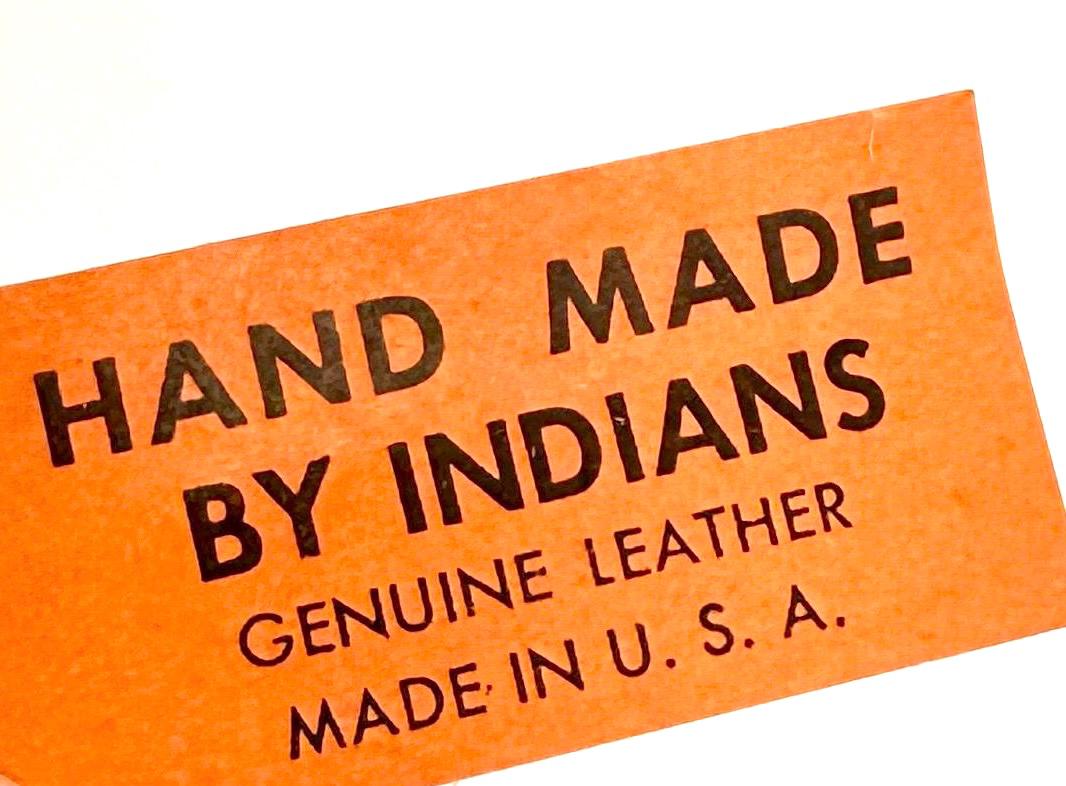 HAND MADE
BY INDIANS
GENUINE LEATHER
MADE IN U. S. A.